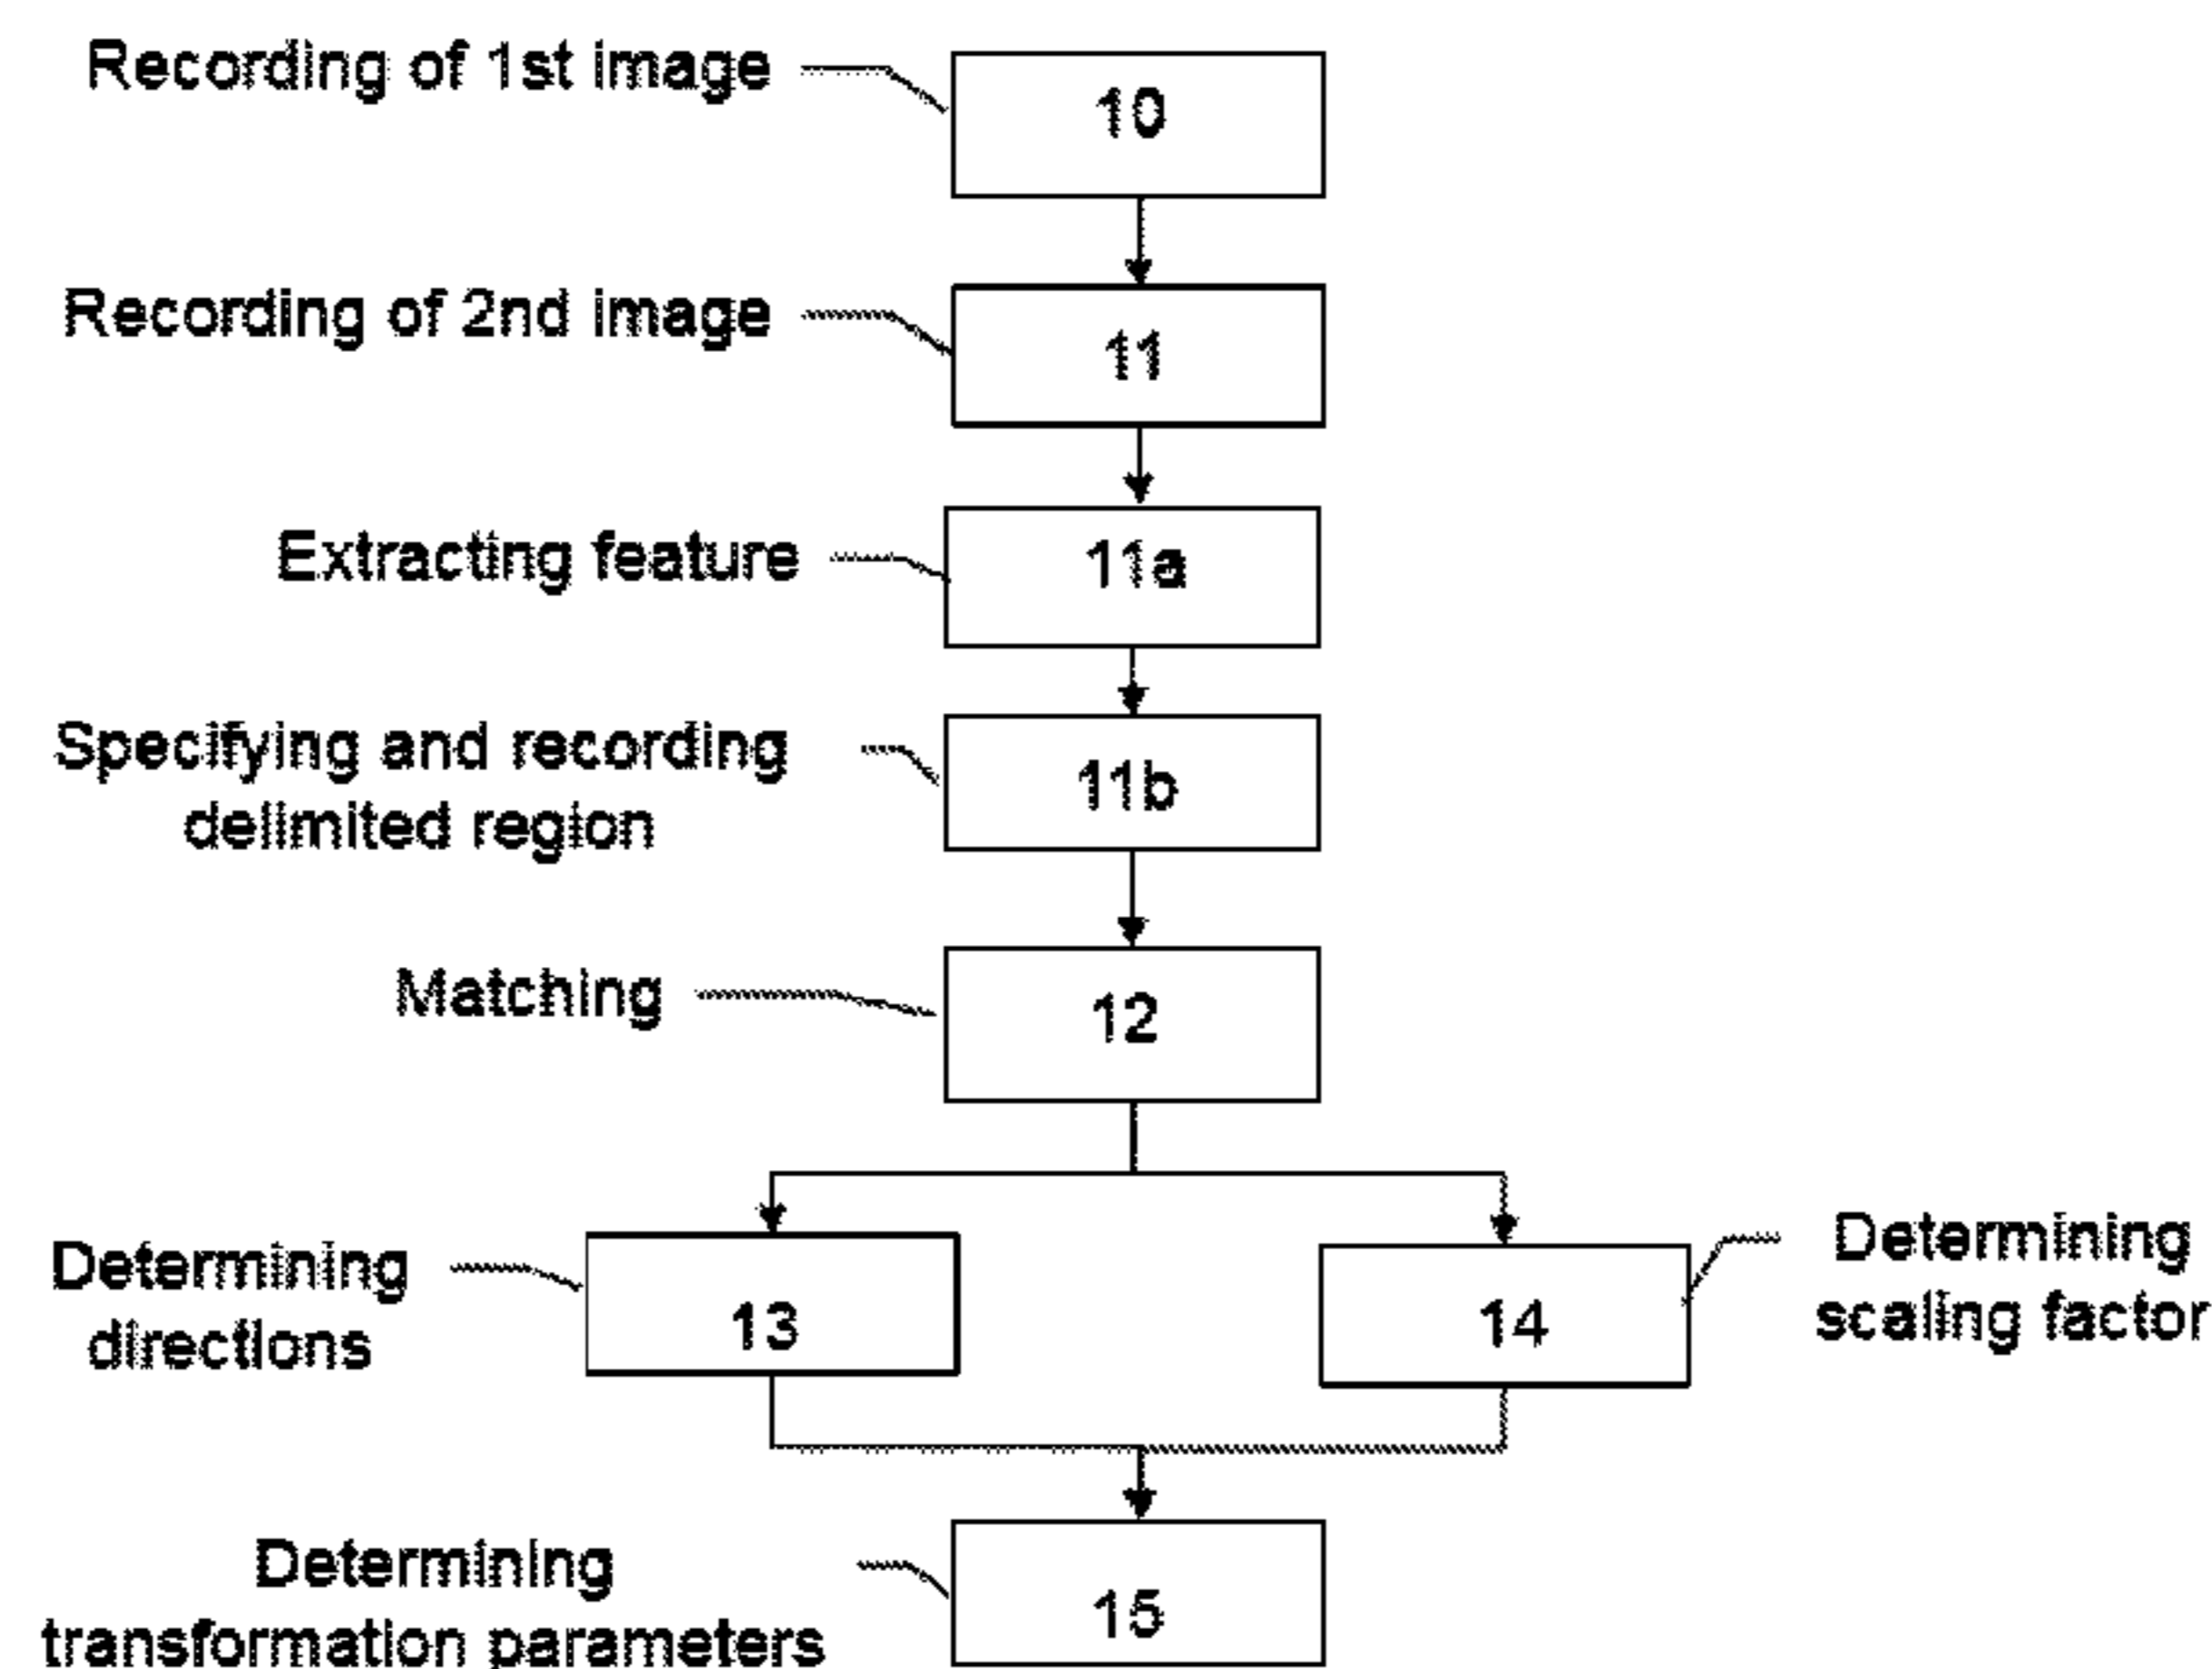 Recording of 1st image
10
Recording of 2nd image
11
Extracting feature
11a
Specifying and recording
delimited region
11b
Matching
12
Determining
directions
13
14
Determining
scaling factor
Determining
transformation parameters
15